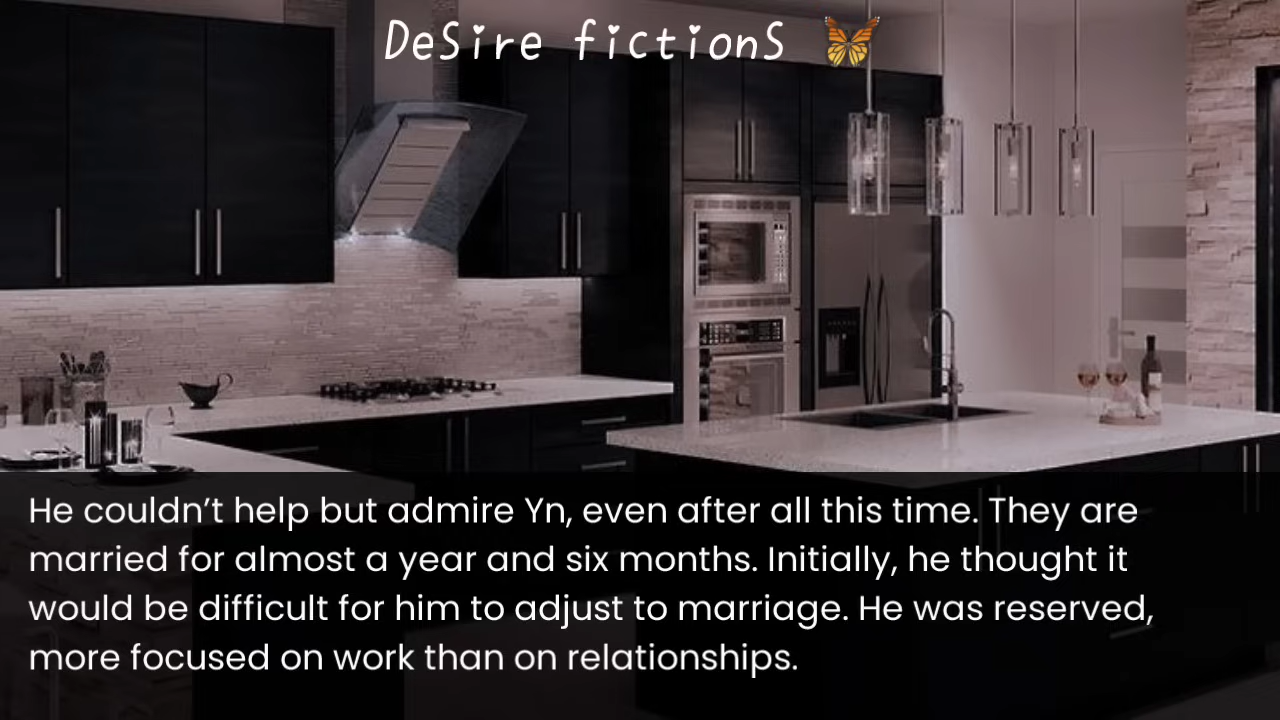 DeSire fictionS 🦋
He couldn’t help but admire Yn, even after all this time. They are
married for almost a year and six months. Initially, he thought it
would be difficult for him to adjust to marriage. He was reserved,
more focused on work than on relationships.